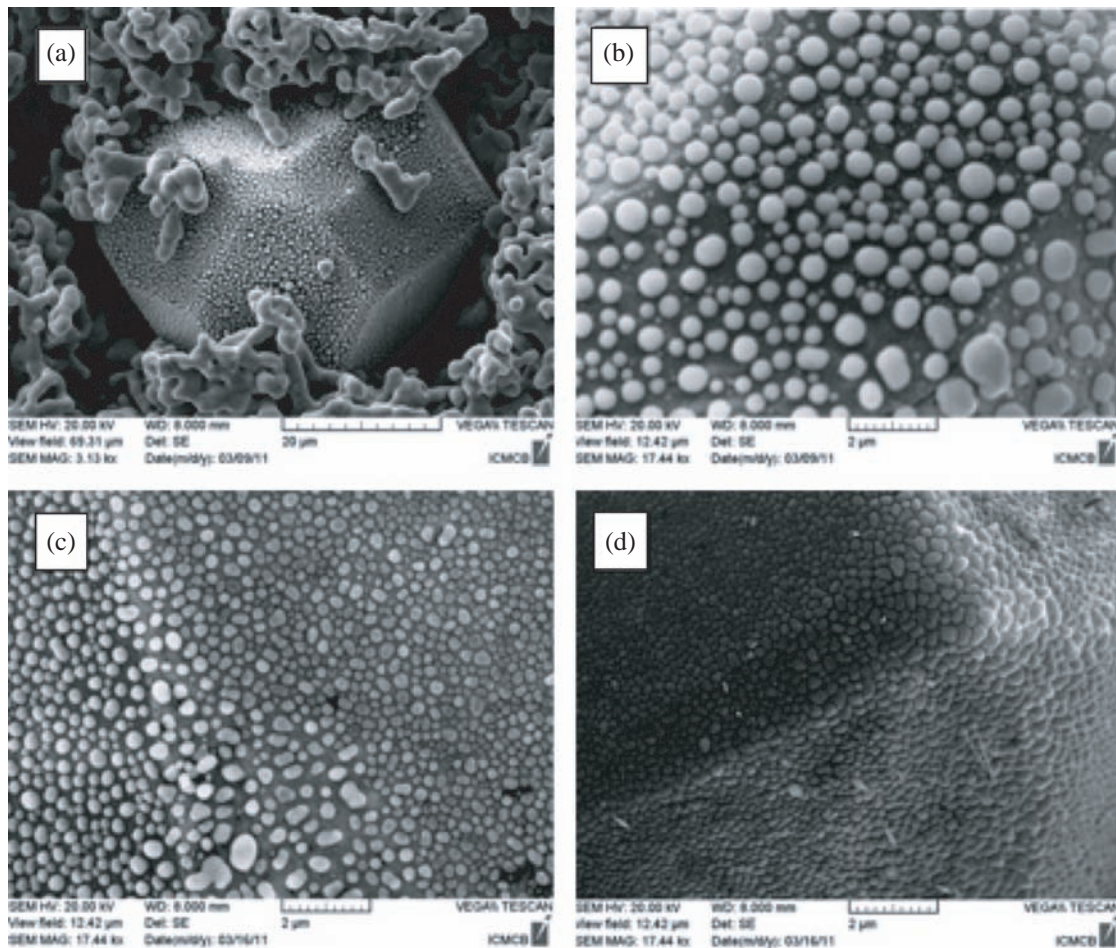 (a)
SEM HV: 20.00 kV WD: 8.000 mm VEGA\\ TESCAN
View field: 69.31 µm Det: SE 20 µm
SEM MAG: 3.13 kx Date(m/d/y): 03/09/11 ICMCB
(b)
SEM HV: 20.00 kV WD: 8.000 mm VEGA\\ TESCAN
View field: 12.42 µm Det: SE 2 µm
SEM MAG: 17.44 kx Date(m/d/y): 03/09/11 ICMCB
(c)
SEM HV: 20.00 kV WD: 8.000 mm VEGA\\ TESCAN
View field: 12.42 µm Det: SE 2 µm
SEM MAG: 17.44 kx Date(m/d/y): 03/16/11 ICMCB
(d)
SEM HV: 20.00 kV WD: 8.000 mm VEGA\\ TESCAN
View field: 12.42 µm Det: SE 2 µm
SEM MAG: 17.44 kx Date(m/d/y): 03/16/11 ICMCB